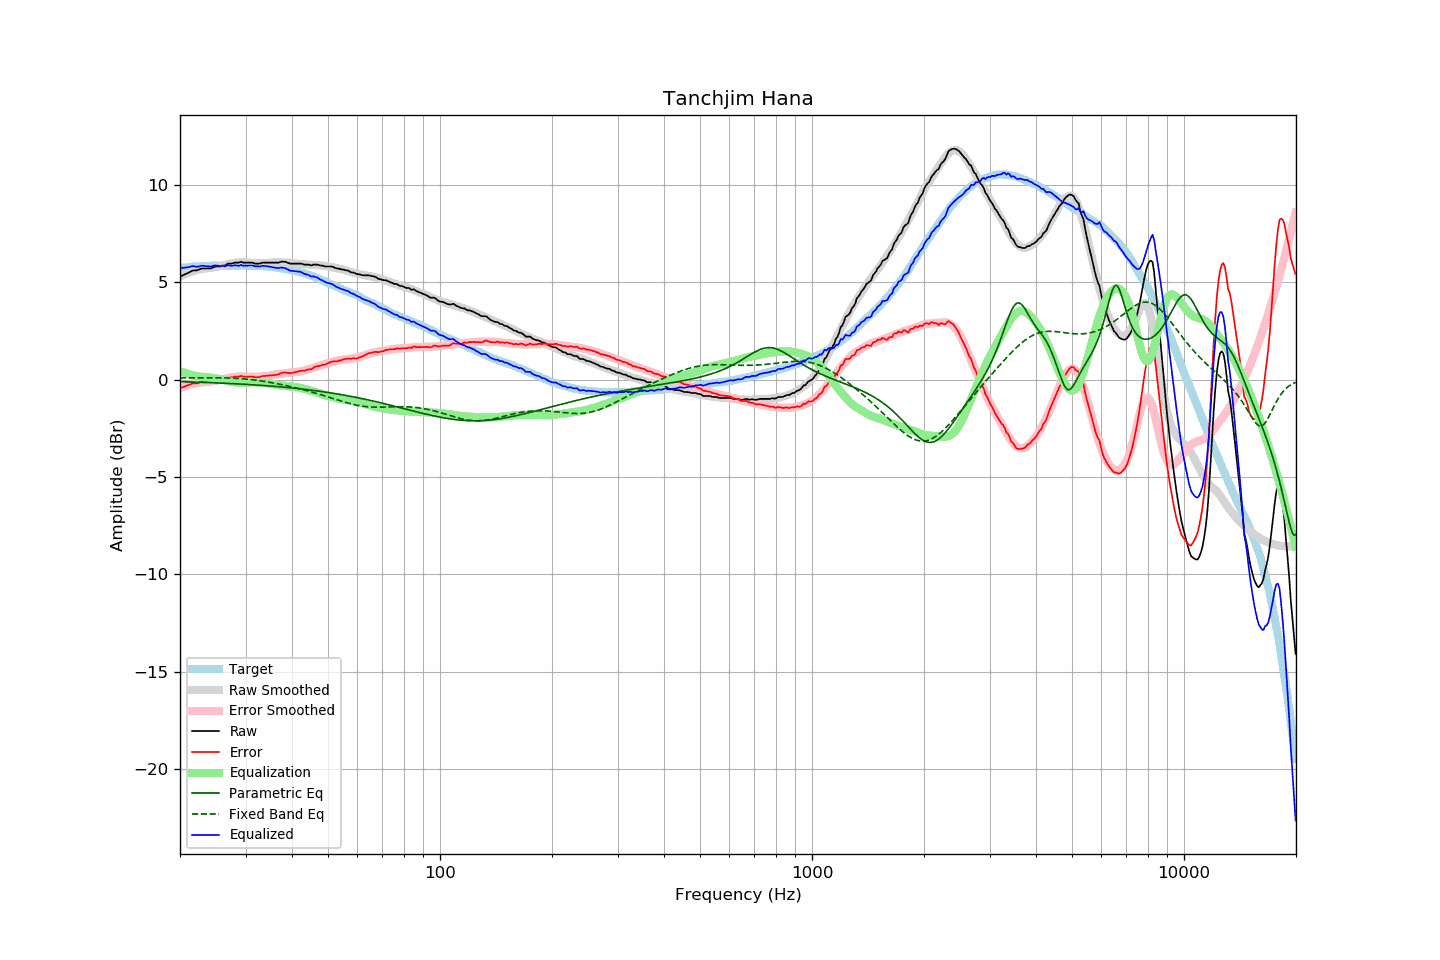 Tanchjim Hana
10
5
0
−5
−10
−15
−20
Amplitude (dBr)
Target
Raw Smoothed
Error Smoothed
Raw
Error
Equalization
Parametric Eq
Fixed Band Eq
Equalized
100
1000
10000
Frequency (Hz)